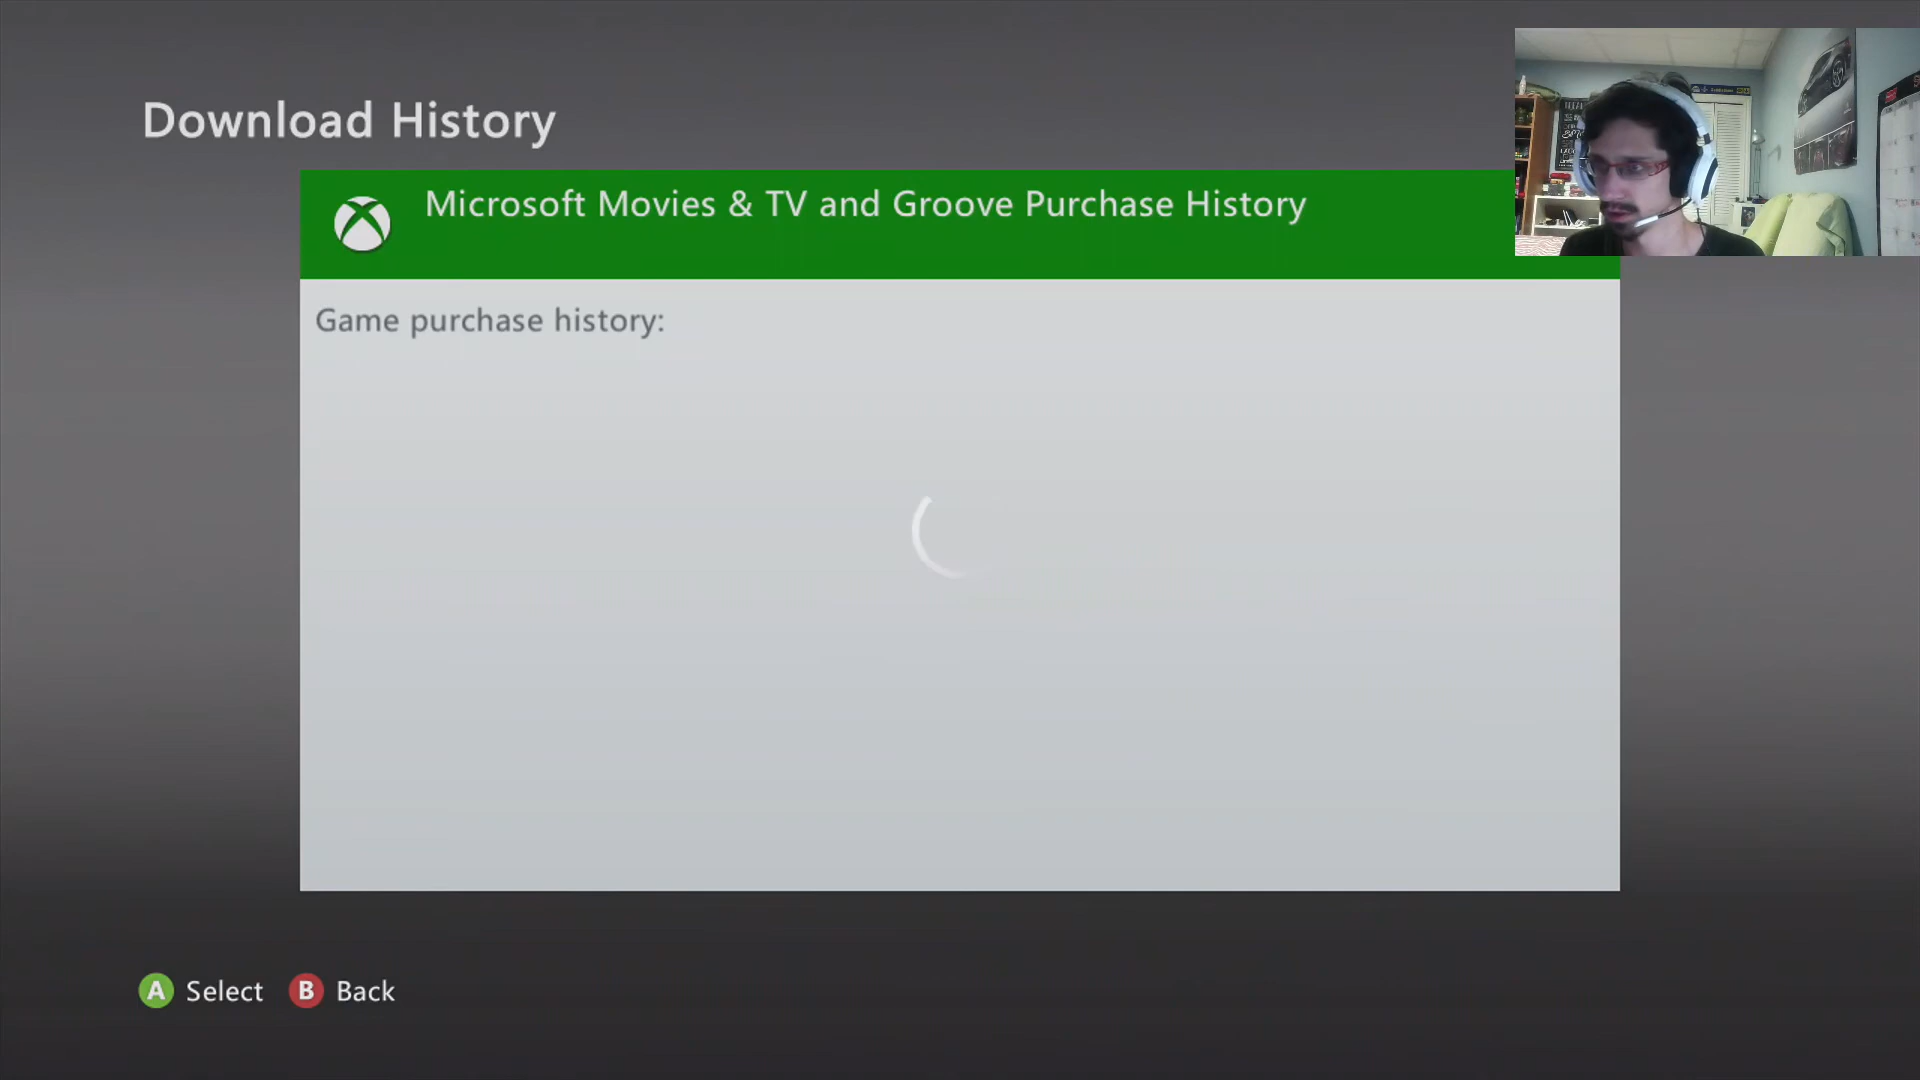 Download History
Microsoft Movies & TV and Groove Purchase History
Game purchase history:
A Select B Back